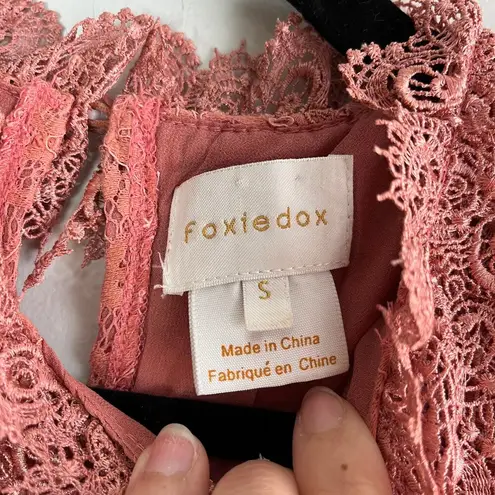 Foxiedox
S
Made in China
Fabriqué en Chine